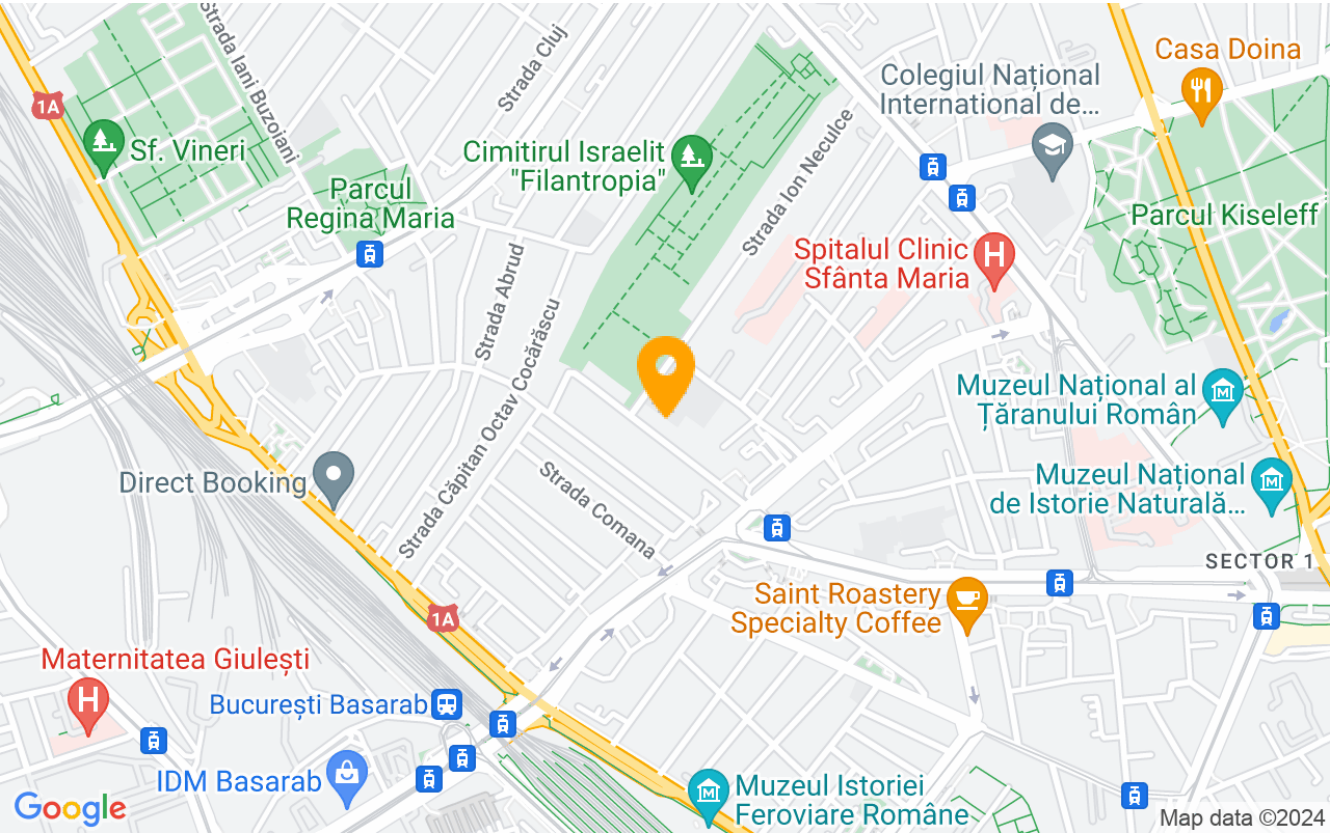 Strada Iani Buzoiani
Strada Cluj
Casa Doina
Colegiul Național
International de...
1A
Sf. Vineri
Cimitirul Israelit
"Filantropia"
Strada Ion Neculce
Parcul
Regina Maria
Parcul Kiseleff
Spitalul Clinic
Sfânta Maria
H
Strada Abrud
Strada Căpitan Octav Cocărăscu
Muzeul Național al
Țăranului Român
M
Direct Booking
Strada Comana
Muzeul Național
de Istorie Naturală...
M
SECTOR 1
Saint Roastery
Specialty Coffee
1A
Maternitatea Giulești
H
București Basarab
IDM Basarab
Muzeul Istoriei
Feroviare Române
M
Google
Map data ©2024